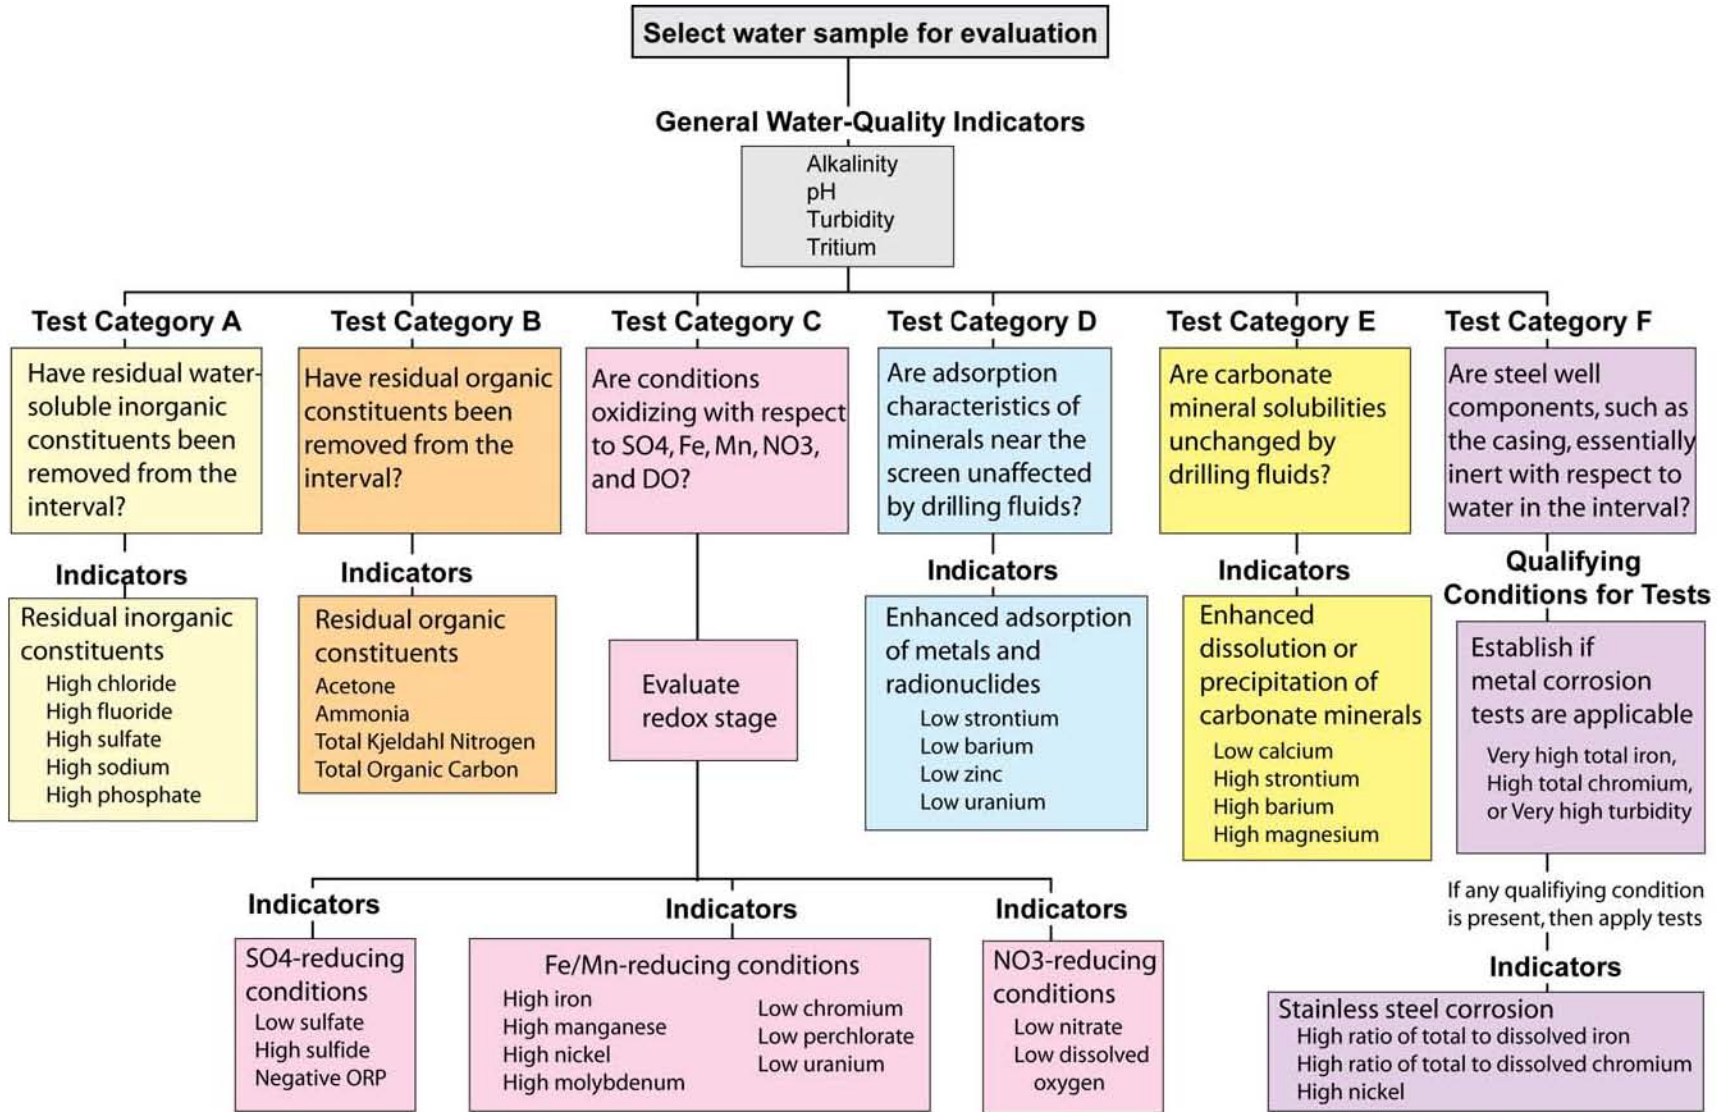 Select water sample for evaluation
General Water-Quality Indicators
Alkalinity
pH
Turbidity
Tritium
Test Category A
Have residual water-
soluble inorganic
constituents been
removed from the
interval?
Indicators
Residual inorganic
constituents
High chloride
High fluoride
High sulfate
High sodium
High phosphate
Test Category B
Have residual organic
constituents been
removed from the
interval?
Indicators
Residual organic
constituents
Acetone
Ammonia
Total Kjeldahl Nitrogen
Total Organic Carbon
Test Category C
Are conditions
oxidizing with respect
to SO4, Fe, Mn, NO3,
and DO?
Evaluate
redox stage
Indicators
SO4-reducing
conditions
Low sulfate
High sulfide
Negative ORP
Indicators
Fe/Mn-reducing conditions
High iron
High manganese
High nickel
High molybdenum
Low chromium
Low perchlorate
Low uranium
Indicators
NO3-reducing
conditions
Low nitrate
Low dissolved
oxygen
Test Category D
Are adsorption
characteristics of
minerals near the
screen unaffected
by drilling fluids?
Indicators
Enhanced adsorption
of metals and
radionuclides
Low strontium
Low barium
Low zinc
Low uranium
Test Category E
Are carbonate
mineral solubilities
unchanged by
drilling fluids?
Indicators
Enhanced
dissolution or
precipitation of
carbonate minerals
Low calcium
High strontium
High barium
High magnesium
Test Category F
Are steel well
components, such as
the casing, essentially
inert with respect to
water in the interval?
Qualifying
Conditions for Tests
Establish if
metal corrosion
tests are applicable
Very high total iron,
High total chromium,
or Very high turbidity
If any qualifiying condition
is present, then apply tests
Indicators
Stainless steel corrosion
High ratio of total to dissolved iron
High ratio of total to dissolved chromium
High nickel